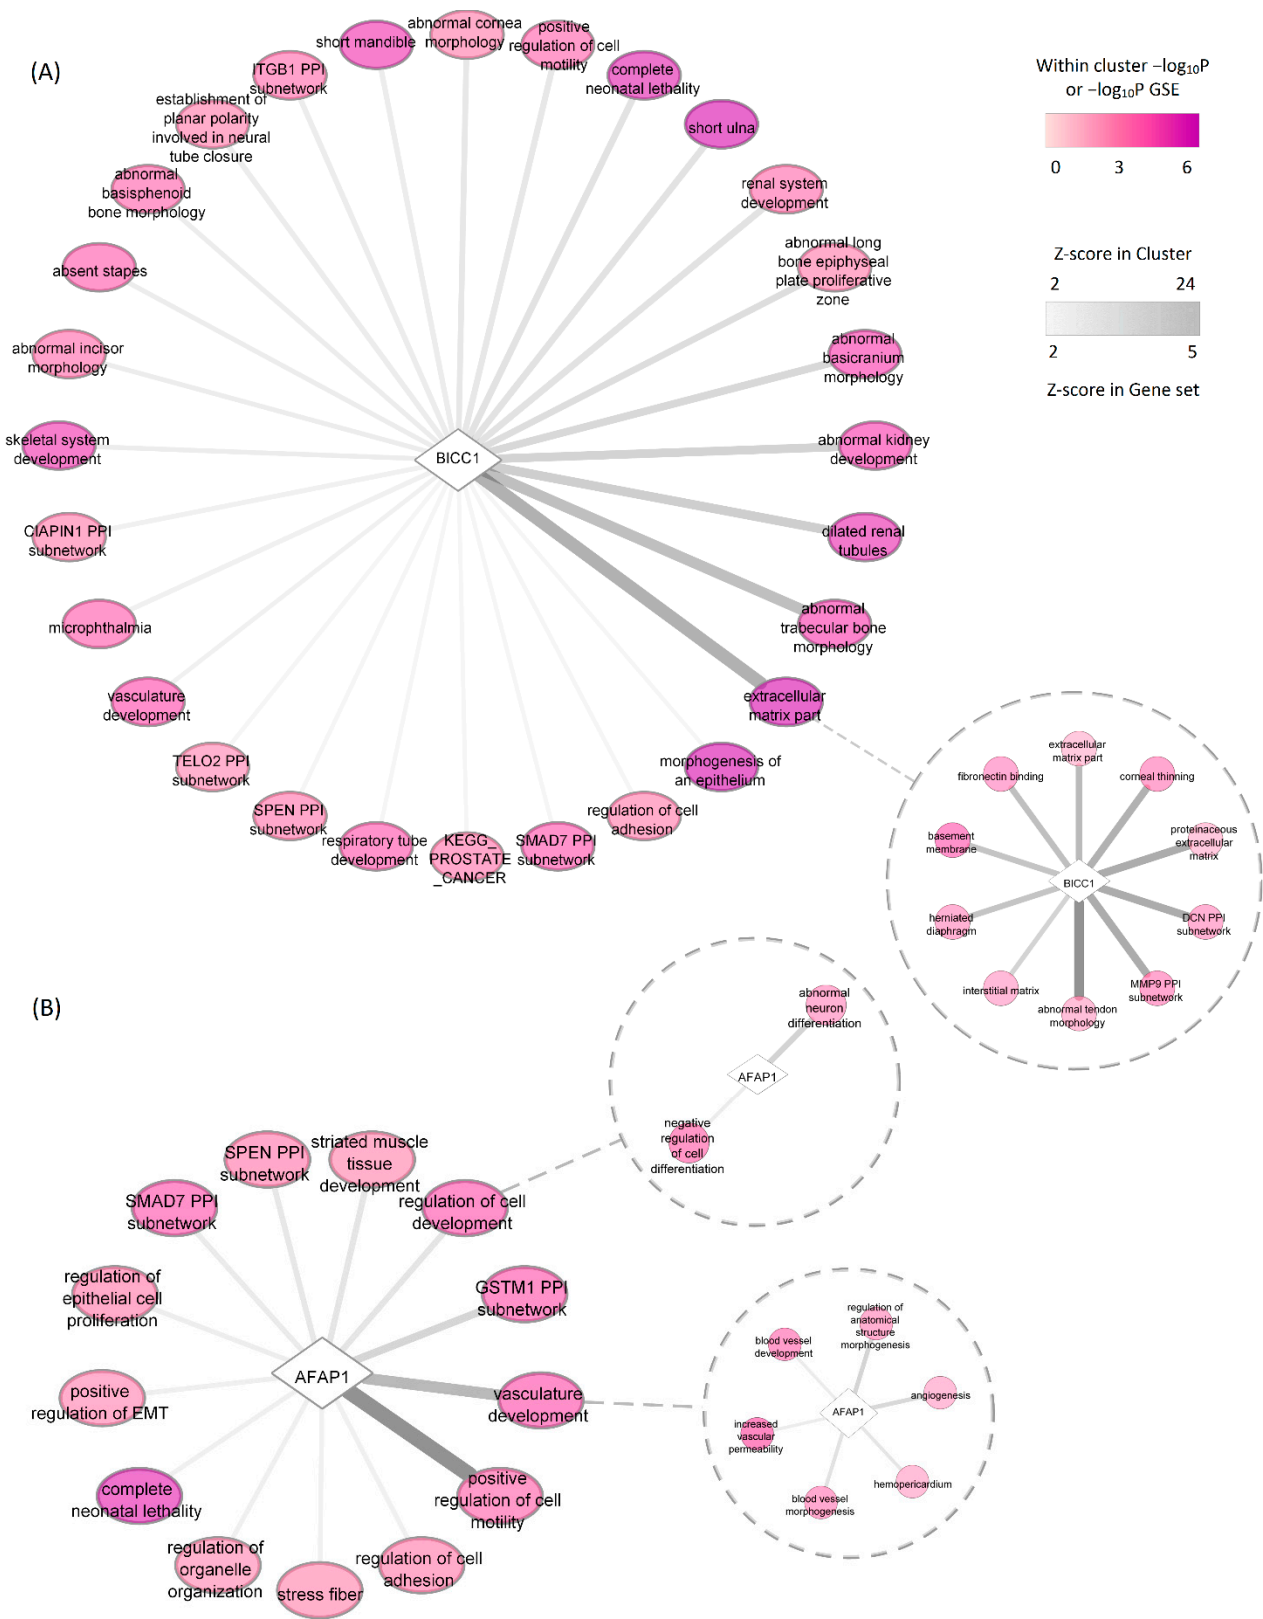 (A)
short mandible
abnormal cornea
morphology
positive
regulation of cell
motility
complete
neonatal lethality
short ulna
ITGB1 PPI
subnetwork
establishment of
planar polarity
involved in neural
tube closure
abnormal
basisphenoid
bone morphology
absent stapes
abnormal incisor
morphology
skeletal system
development
CIAPIN1 PPI
subnetwork
microphthalmia
vasculature
development
TELO2 PPI
subnetwork
SPEN PPI
subnetwork
respiratory tube
development
KEGG_
PROSTATE
_CANCER
SMAD7 PPI
subnetwork
regulation of cell
adhesion
morphogenesis of
an epithelium
extracellular
matrix part
abnormal
trabecular bone
morphology
dilated renal
tubules
abnormal kidney
development
abnormal
basicranium
morphology
abnormal long
bone epiphyseal
plate proliferative
zone
renal system
development
BICC1
Within cluster –log₁₀P
or –log₁₀P GSE
0 3 6
Z-score in Cluster
2 24
2 5
Z-score in Gene set
extracellular
matrix part
corneal thinning
proteinaceous
extracellular
matrix
DCN PPI
subnetwork
MMP9 PPI
subnetwork
abnormal tendon
morphology
interstitial matrix
herniated
diaphragm
basement
membrane
fibronectin binding
BICC1
(B)
abnormal
neuron
differentiation
AFAP1
negative
regulation
of cell
differentiation
SPEN PPI
subnetwork
striated muscle
tissue
development
regulation of cell
development
GSTM1 PPI
subnetwork
vasculature
development
positive
regulation of cell
motility
regulation of cell
adhesion
stress fiber
regulation of
organelle
organization
complete
neonatal lethality
positive
regulation of EMT
regulation of
epithelial cell
proliferation
SMAD7 PPI
subnetwork
AFAP1
regulation of
anatomical
structure
morphogenesis
angiogenesis
hemopericardium
blood vessel
morphogenesis
increased
vascular
permeability
blood vessel
development
AFAP1